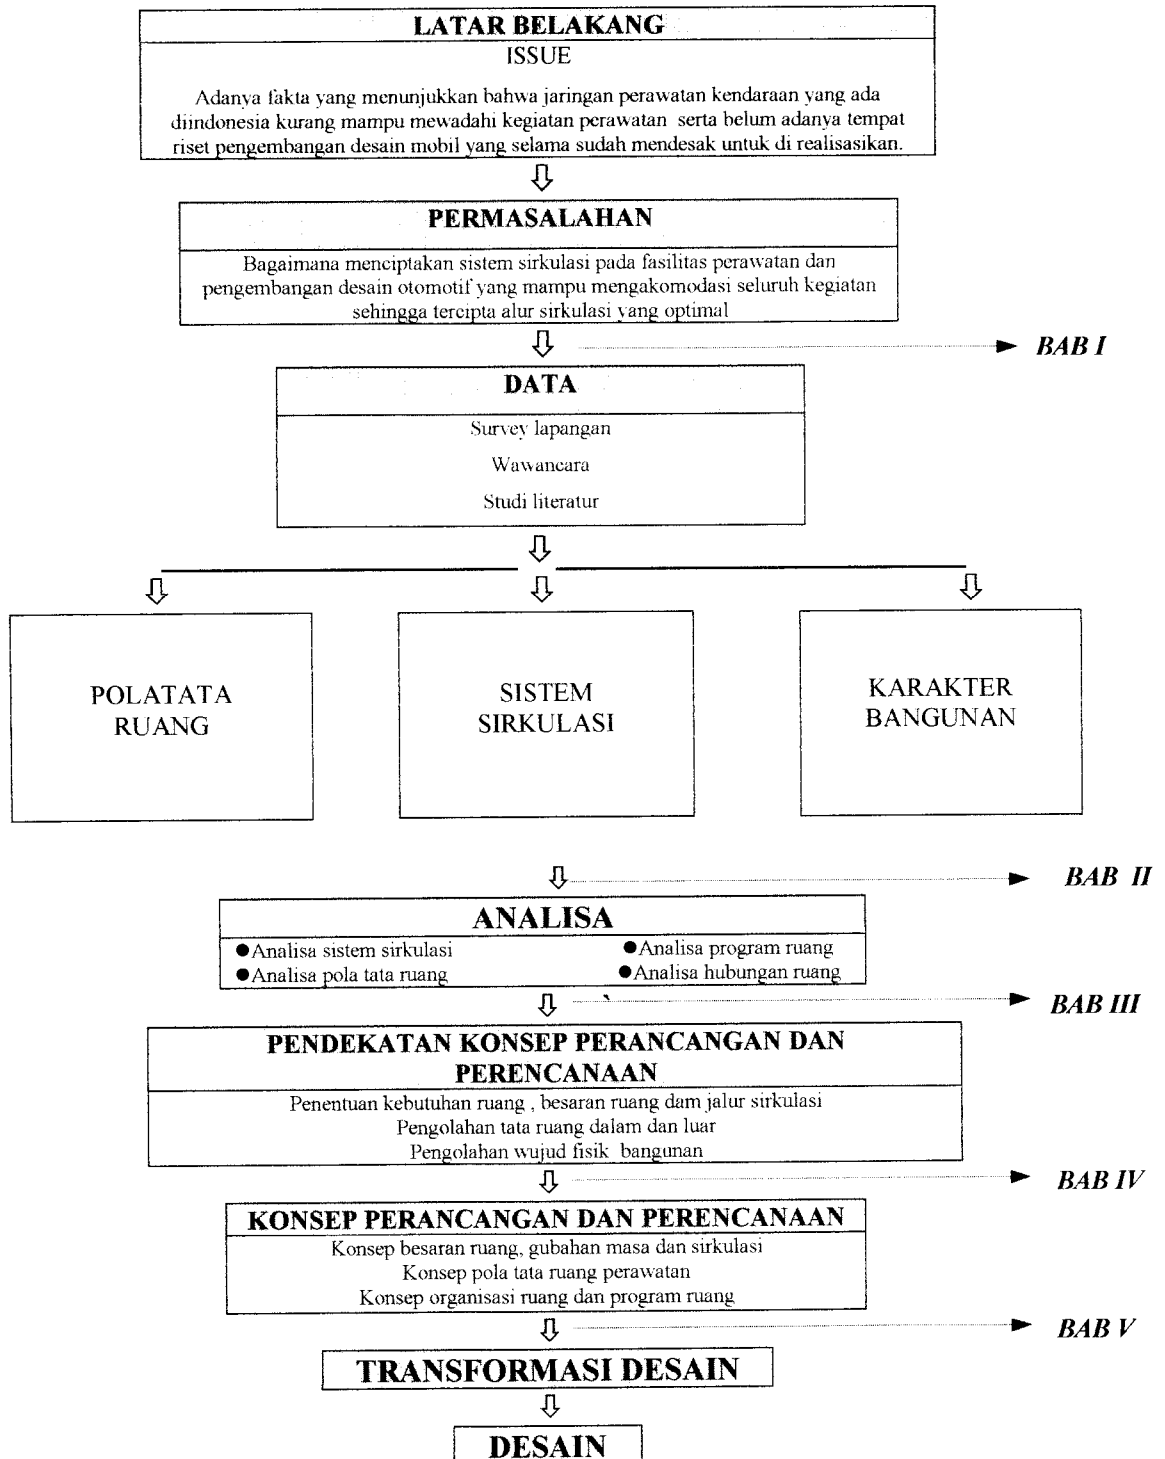 LATAR BELAKANG
ISSUE
Adanya fakta yang menunjukkan bahwa jaringan perawatan kendaraan yang ada
diindonesia kurang mampu mewadahi kegiatan perawatan serta belum adanya tempat
riset pengembangan desain mobil yang selama sudah mendesak untuk di realisasikan.
PERMASALAHAN
Bagaimana menciptakan sistem sirkulasi pada fasilitas perawatan dan
pengembangan desain otomotif yang mampu mengakomodasi seluruh kegiatan
sehingga tercipta alur sirkulasi yang optimal
BAB I
DATA
Survey lapangan
Wawancara
Studi literatur
POLATATA
RUANG
SISTEM
SIRKULASI
KARAKTER
BANGUNAN
BAB II
ANALISA
●Analisa sistem sirkulasi
●Analisa program ruang
●Analisa pola tata ruang
●Analisa hubungan ruang
BAB III
PENDEKATAN KONSEP PERANCANGAN DAN
PERENCANAAN
Penentuan kebutuhan ruang , besaran ruang dam jalur sirkulasi
Pengolahan tata ruang dalam dan luar
Pengolahan wujud fisik bangunan
BAB IV
KONSEP PERANCANGAN DAN PERENCANAAN
Konsep besaran ruang, gubahan masa dan sirkulasi
Konsep pola tata ruang perawatan
Konsep organisasi ruang dan program ruang
BAB V
TRANSFORMASI DESAIN
DESAIN